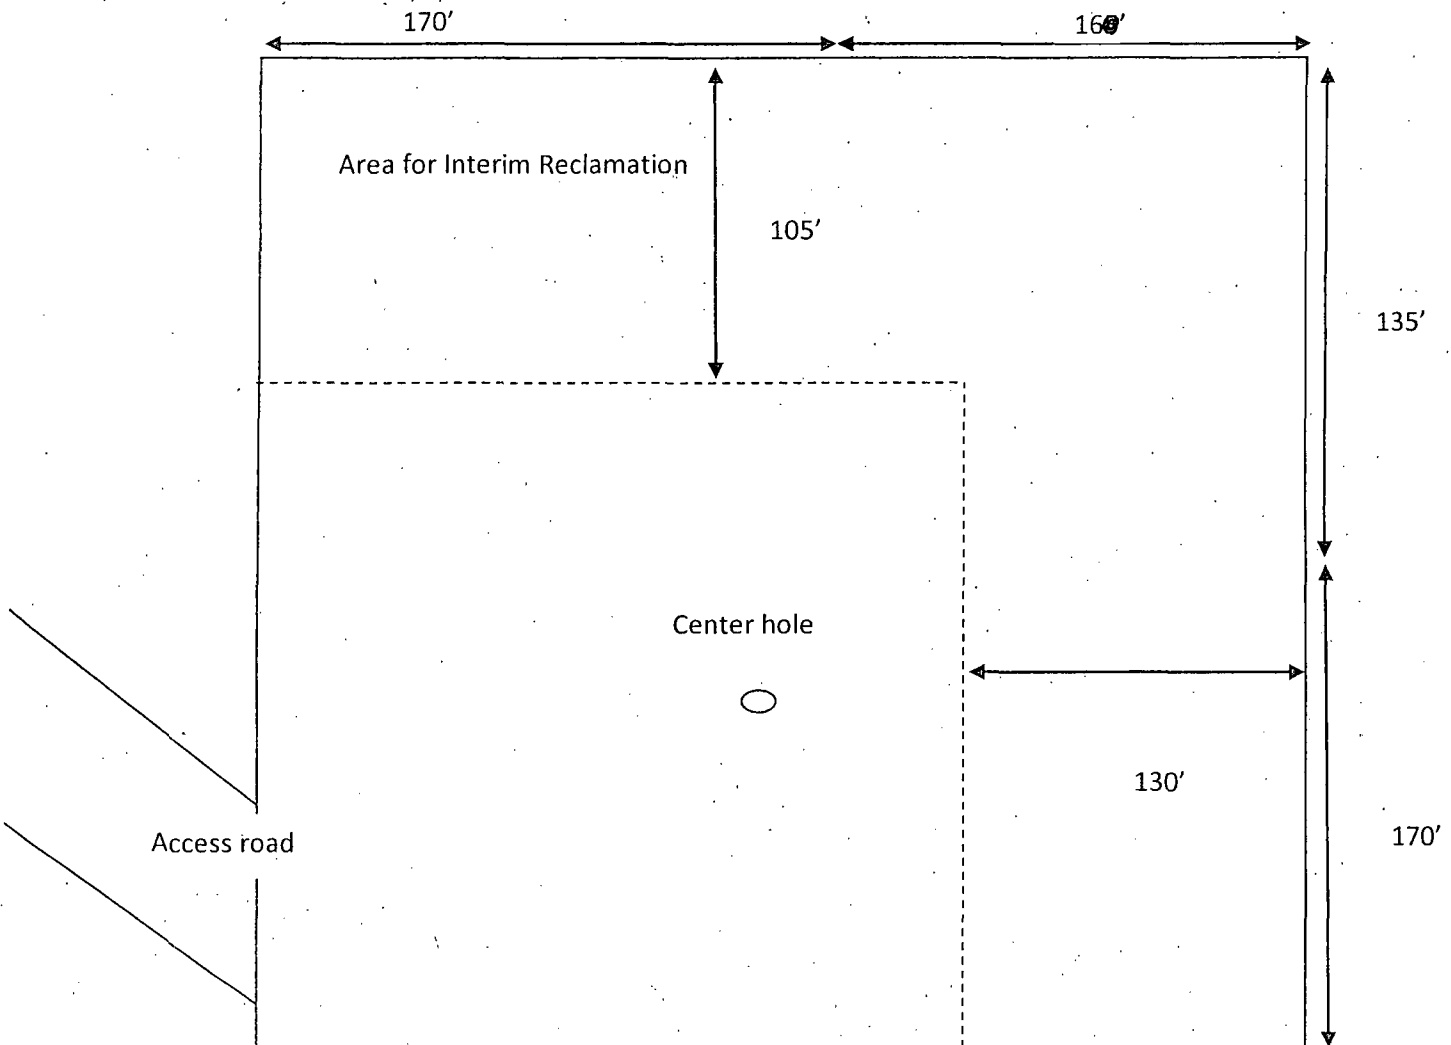 170'
Area for Interim Reclamation
105'
135'
Center hole
130'
Access road
170'